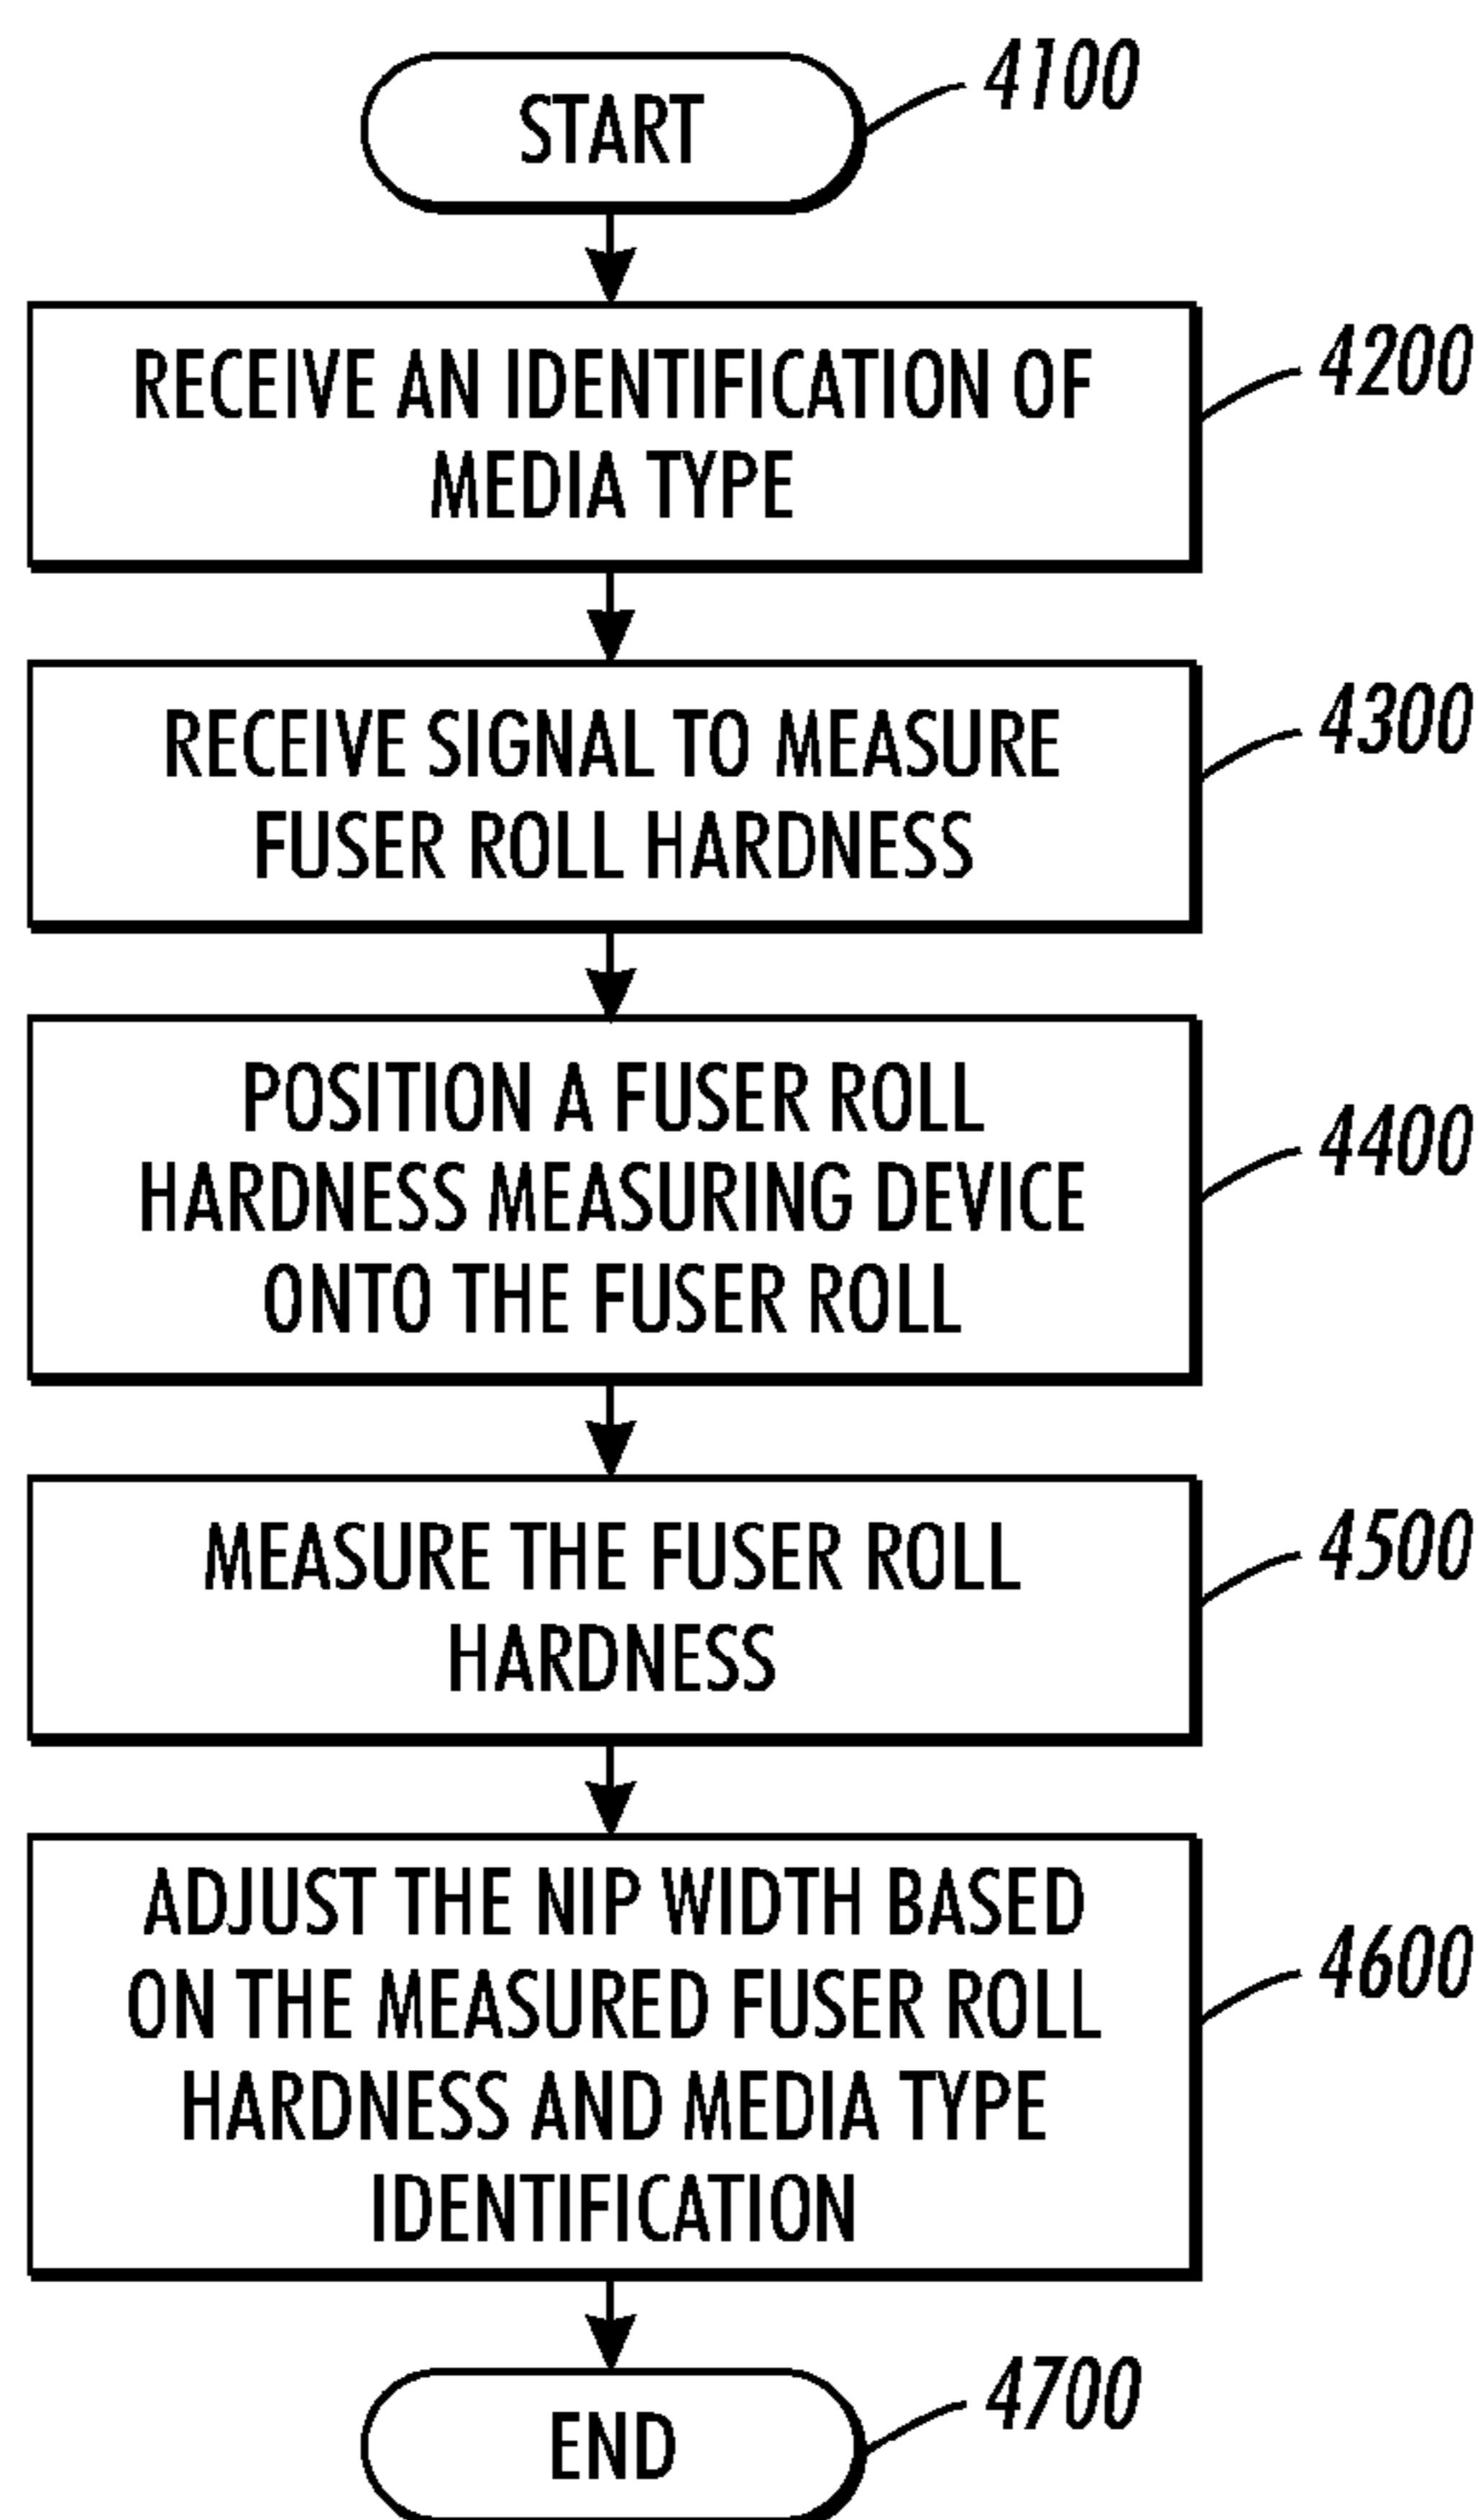 START
4100
RECEIVE AN IDENTIFICATION OF
MEDIA TYPE
4200
RECEIVE SIGNAL TO MEASURE
FUSER ROLL HARDNESS
4300
POSITION A FUSER ROLL
HARDNESS MEASURING DEVICE
ONTO THE FUSER ROLL
4400
MEASURE THE FUSER ROLL
HARDNESS
4500
ADJUST THE NIP WIDTH BASED
ON THE MEASURED FUSER ROLL
HARDNESS AND MEDIA TYPE
IDENTIFICATION
4600
END
4700